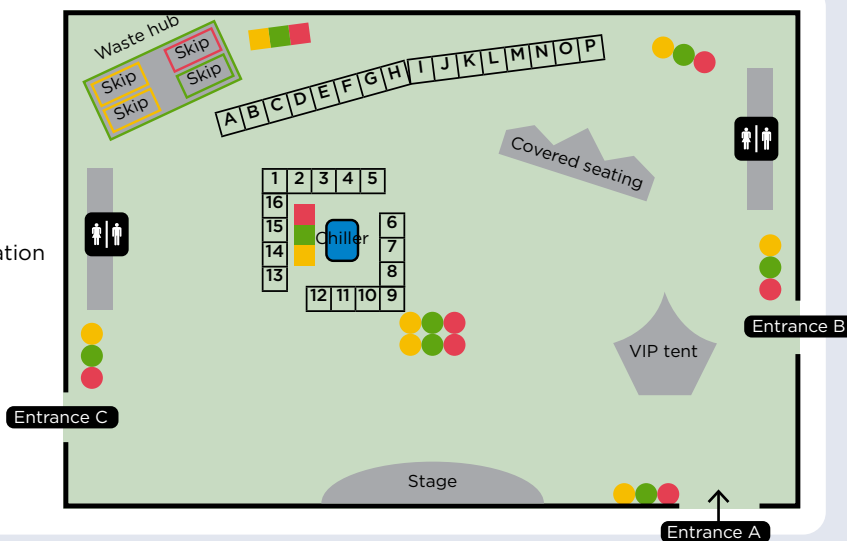 Waste hub
Skip
Skip
Skip
Skip
A B C D E F G H I J K L M N O P
Covered seating
1 2 3 4 5
16
15
14
13
Chiller
6
7
8
12 11 10 9
ation
VIP tent
Entrance B
Entrance C
Stage
Entrance A